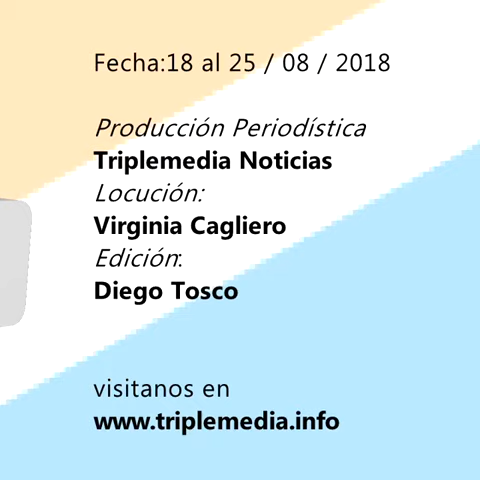 Fecha:18 al 25 / 08 / 2018
Producción Periodística
Triplemedia Noticias
Locución:
Virginia Cagliero
Edición:
Diego Tosco
visitanos en
www.triplemedia.info